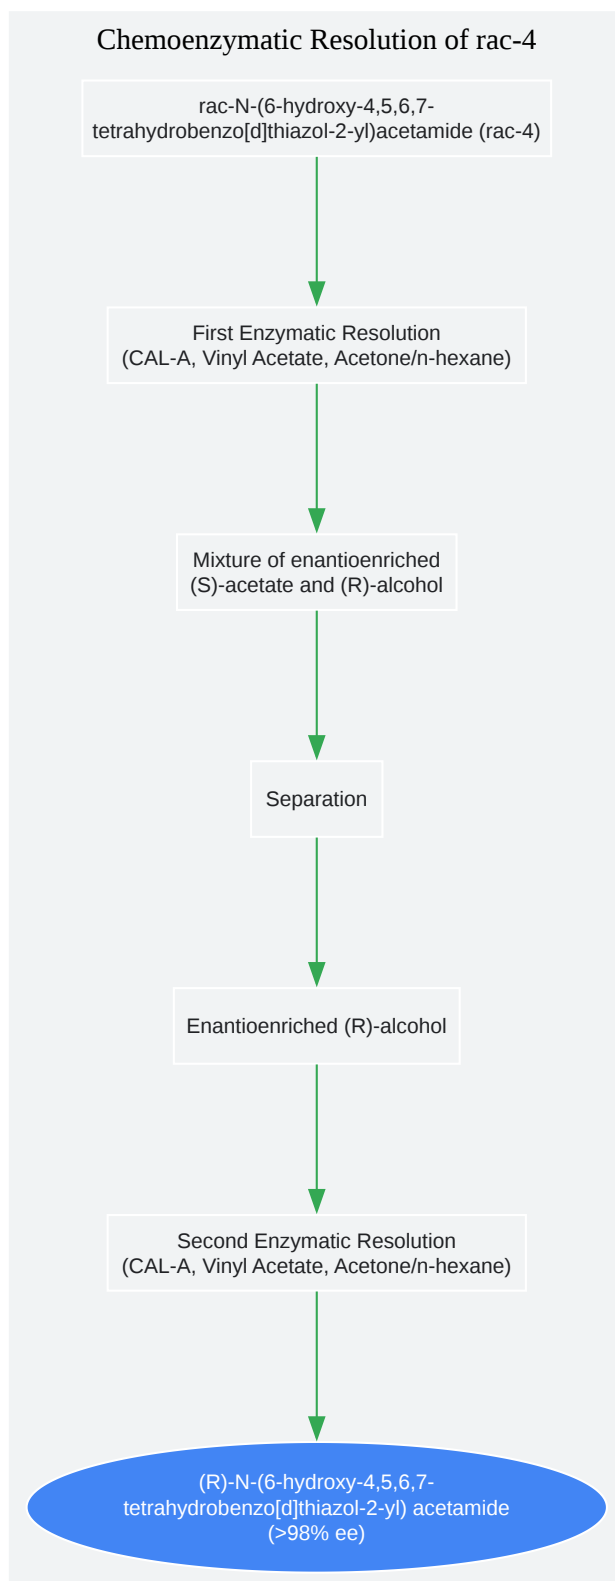 Chemoenzymatic Resolution of rac-4
rac-N-(6-hydroxy-4,5,6,7-
tetrahydrobenzo[d]thiazol-2-yl)acetamide (rac-4)
First Enzymatic Resolution
(CAL-A, Vinyl Acetate, Acetone/n-hexane)
Mixture of enantioenriched
(S)-acetate and (R)-alcohol
Separation
Enantioenriched (R)-alcohol
Second Enzymatic Resolution
(CAL-A, Vinyl Acetate, Acetone/n-hexane)
(R)-N-(6-hydroxy-4,5,6,7-
tetrahydrobenzo[d]thiazol-2-yl) acetamide
(>98% ee)